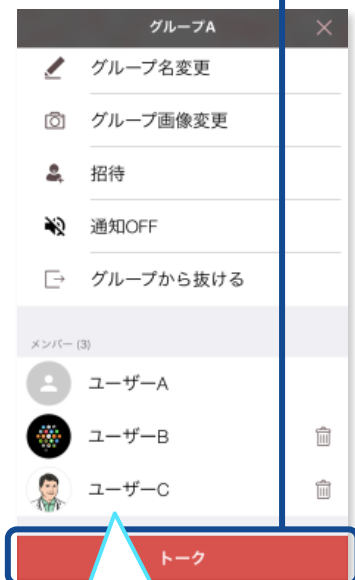 グループA
グループ名変更
グループ画像変更
招待
通知OFF
グループから抜ける
メンバー (3)
ユーザーA
ユーザーB
ユーザーC
トーク